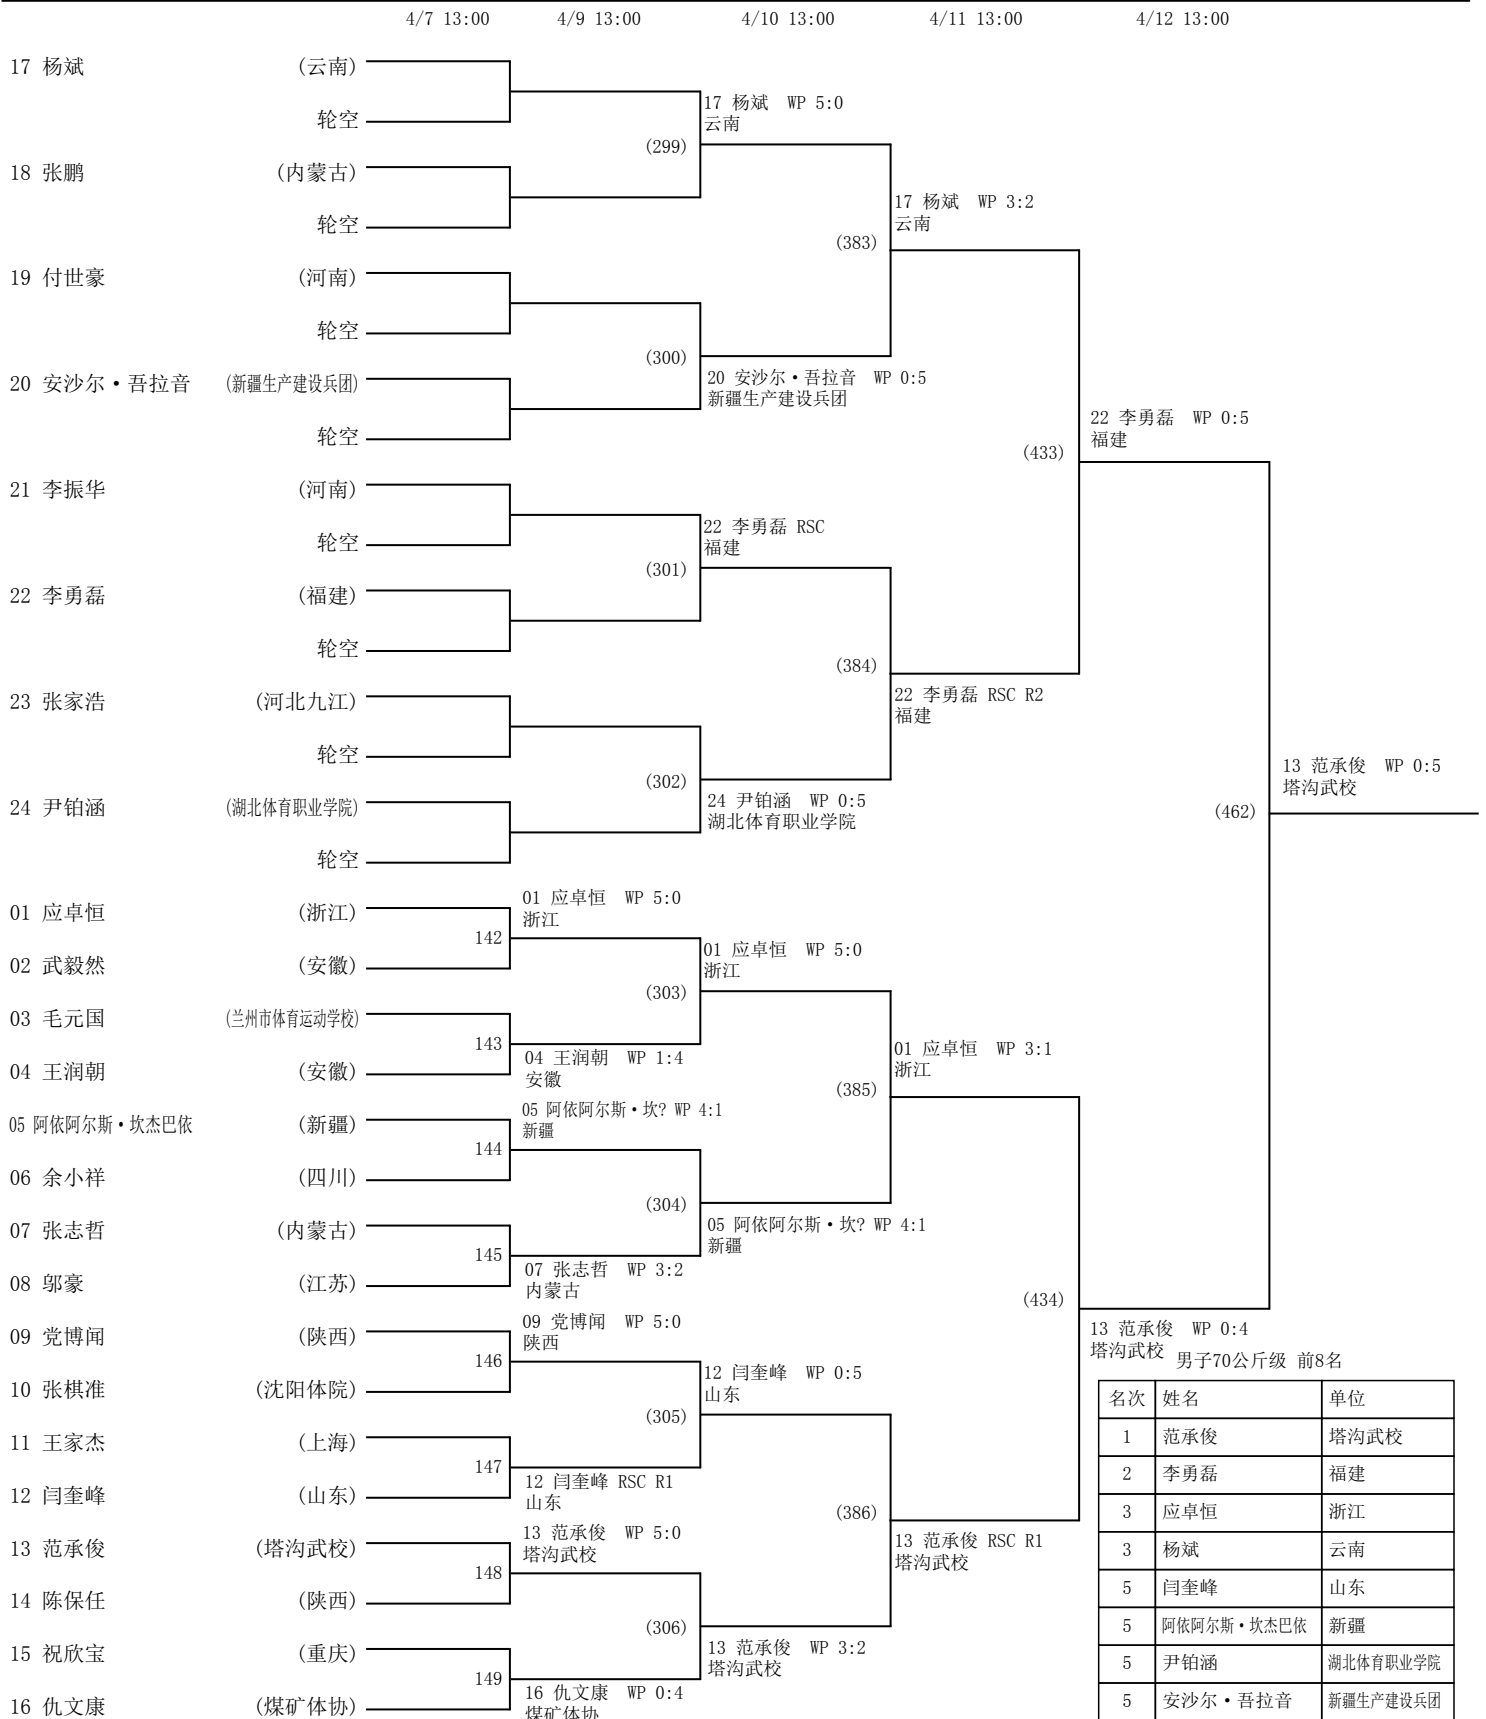 4/7 13:00 4/9 13:00 4/10 13:00 4/11 13:00 4/12 13:00
17 杨斌 (云南)
17 杨斌 WP 5:0
云南
轮空
(299)
18 张鹏 (内蒙古)
17 杨斌 WP 3:2
云南
轮空
(383)
19 付世豪 (河南)
轮空
(300)
20 安沙尔·吾拉音 (新疆生产建设兵团)
20 安沙尔·吾拉音 WP 0:5
新疆生产建设兵团
22 李勇磊 WP 0:5
福建
轮空
(433)
21 李振华 (河南)
22 李勇磊 RSC
福建
轮空
(301)
22 李勇磊 (福建)
轮空
(384)
22 李勇磊 RSC R2
福建
23 张家浩 (河北九江)
轮空
13 范承俊 WP 0:5
塔沟武校
(302)
24 尹铂涵 (湖北体育职业学院)
24 尹铂涵 WP 0:5
湖北体育职业学院
(462)
轮空
01 应卓恒 WP 5:0
浙江
01 应卓恒 (浙江)
142
01 应卓恒 WP 5:0
浙江
02 武毅然 (安徽)
(303)
03 毛元国 (兰州市体育运动学校)
143
01 应卓恒 WP 3:1
浙江
04 王润朝 WP 1:4
安徽
04 王润朝 (安徽)
(385)
05 阿依阿尔斯·坎? WP 4:1
新疆
05 阿依阿尔斯·坎杰巴依 (新疆)
144
06 余小祥 (四川)
(304)
05 阿依阿尔斯·坎? WP 4:1
新疆
07 张志哲 (内蒙古)
145
07 张志哲 WP 3:2
内蒙古
08 邬豪 (江苏)
(434)
09 党博闻 WP 5:0
陕西
09 党博闻 (陕西)
13 范承俊 WP 0:4
塔沟武校
146
12 闫奎峰 WP 0:5
山东
10 张棋准 (沈阳体院)
(305)
11 王家杰 (上海)
147
12 闫奎峰 RSC R1
山东
12 闫奎峰 (山东)
(386)
13 范承俊 WP 5:0
塔沟武校
13 范承俊 (塔沟武校)
13 范承俊 RSC R1
塔沟武校
148
14 陈保任 (陕西)
(306)
15 祝欣宝 (重庆)
13 范承俊 WP 3:2
塔沟武校
149
16 仇文康 WP 0:4
煤矿体协
16 仇文康 (煤矿体协)
男子70公斤级 前8名
名次 姓名 单位
1 范承俊 塔沟武校
2 李勇磊 福建
3 应卓恒 浙江
3 杨斌 云南
5 闫奎峰 山东
5 阿依阿尔斯·坎杰巴依 新疆
5 尹铂涵 湖北体育职业学院
5 安沙尔·吾拉音 新疆生产建设兵团